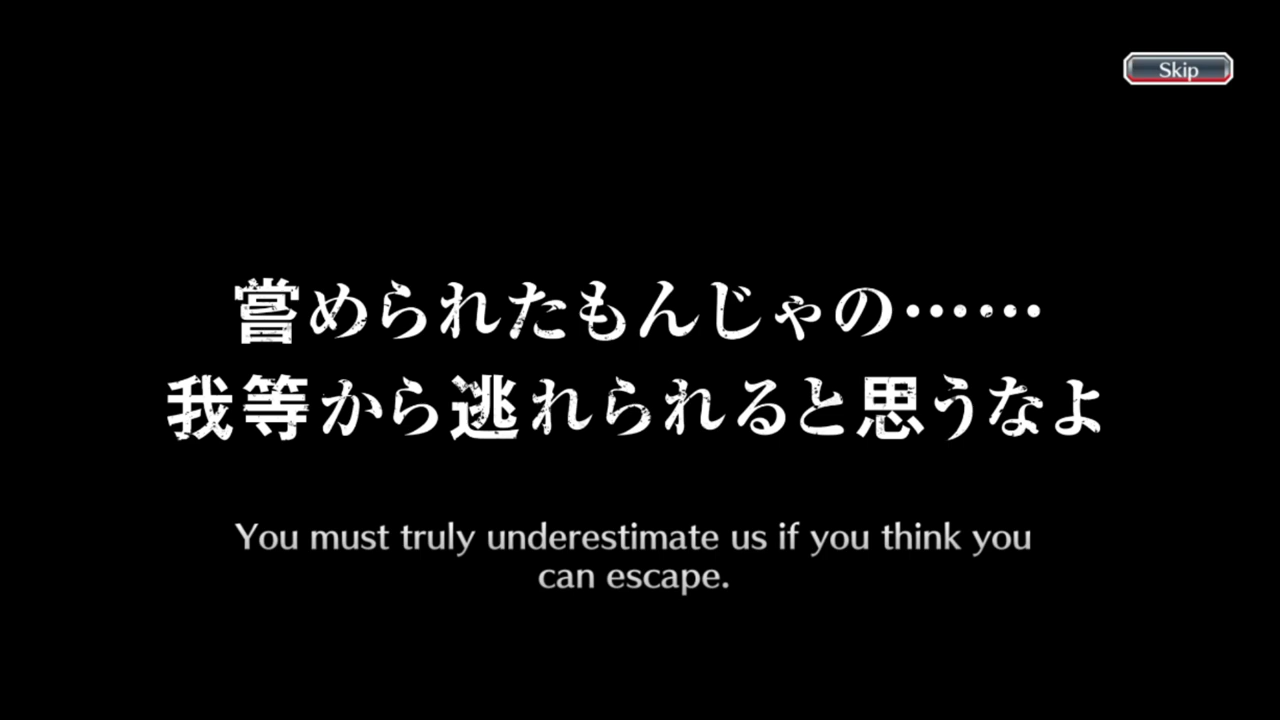 Skip
嘗められたもんじゃの……
我等から逃れられると思うなよ
You must truly underestimate us if you think you
can escape.